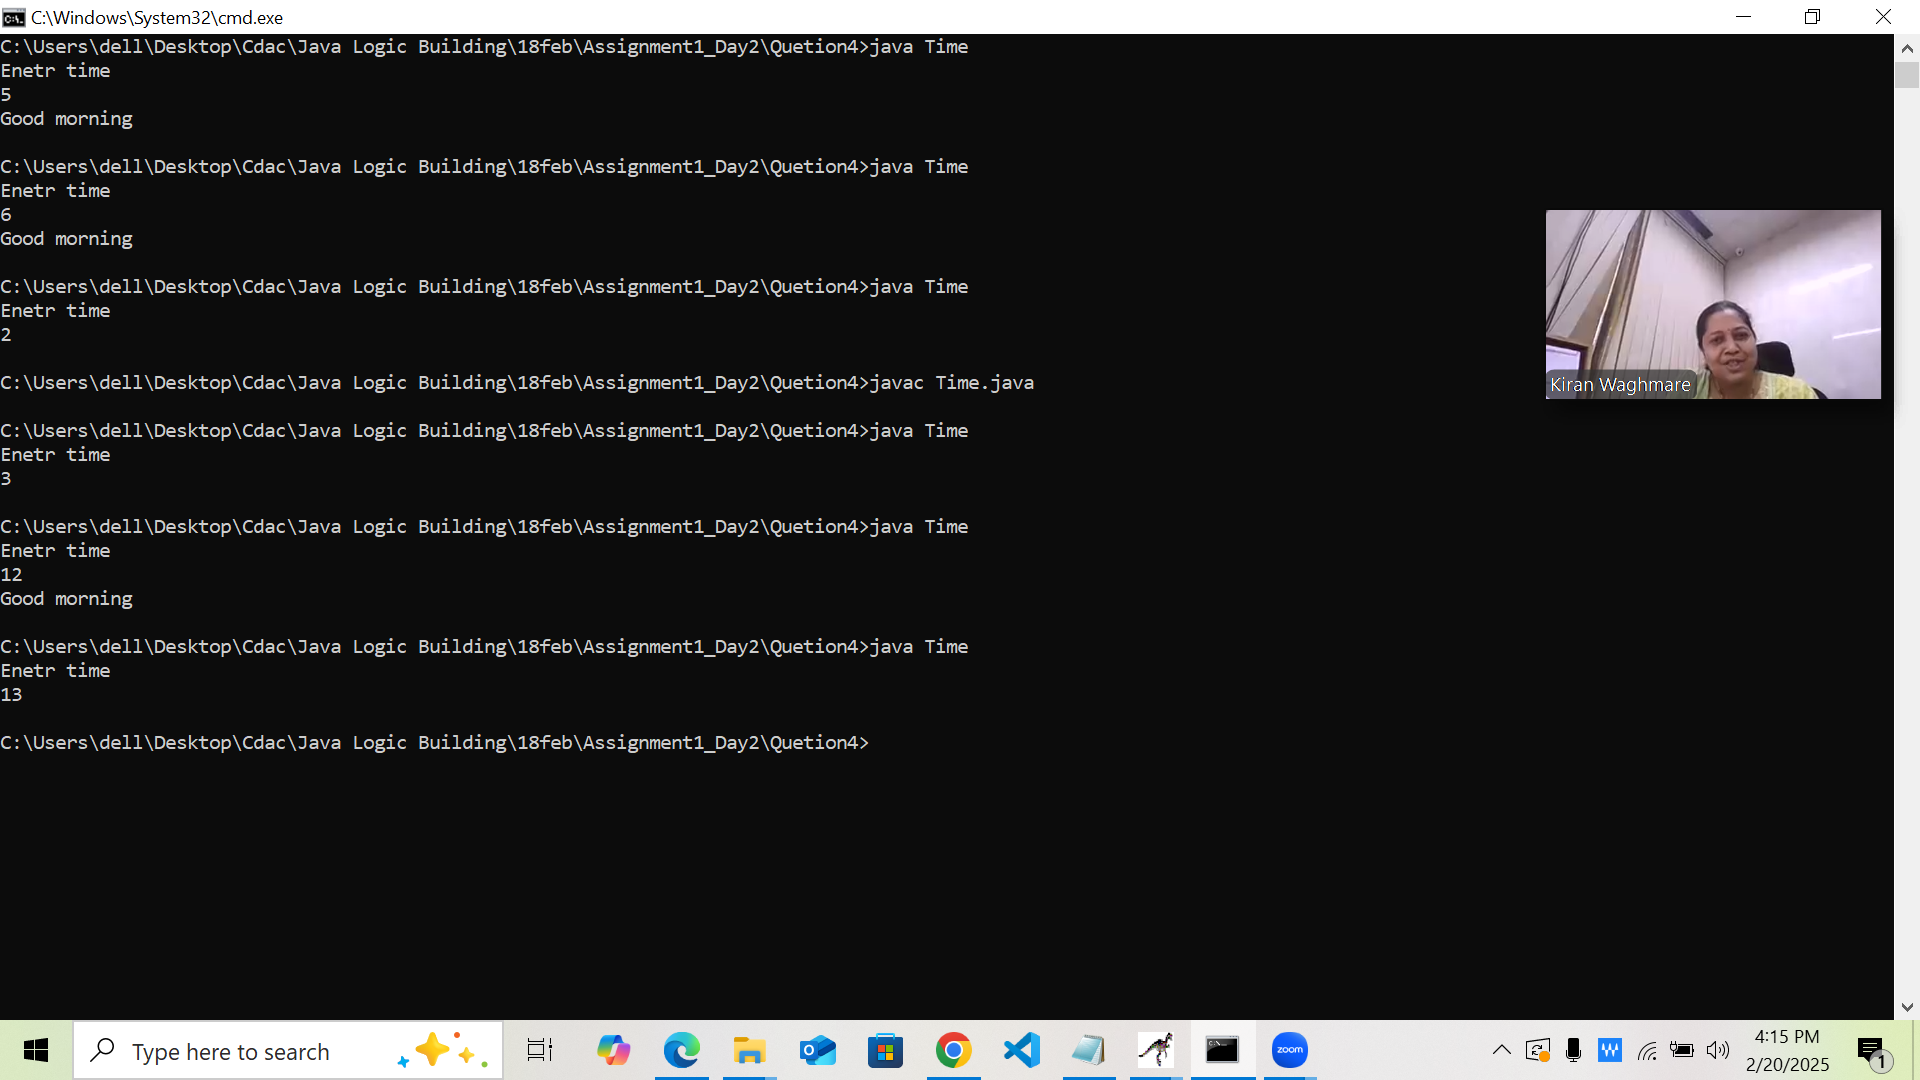 C:\Windows\System32\cmd.exe
C:\Users\dell\Desktop\Cdac\Java Logic Building\18feb\Assignment1_Day2\Quetion4>java Time
Enetr time
5
Good morning
C:\Users\dell\Desktop\Cdac\Java Logic Building\18feb\Assignment1_Day2\Quetion4>java Time
Enetr time
6
Good morning
C:\Users\dell\Desktop\Cdac\Java Logic Building\18feb\Assignment1_Day2\Quetion4>java Time
Enetr time
2
C:\Users\dell\Desktop\Cdac\Java Logic Building\18feb\Assignment1_Day2\Quetion4>javac Time.java
C:\Users\dell\Desktop\Cdac\Java Logic Building\18feb\Assignment1_Day2\Quetion4>java Time
Enetr time
3
C:\Users\dell\Desktop\Cdac\Java Logic Building\18feb\Assignment1_Day2\Quetion4>java Time
Enetr time
12
Good morning
C:\Users\dell\Desktop\Cdac\Java Logic Building\18feb\Assignment1_Day2\Quetion4>java Time
Enetr time
13
C:\Users\dell\Desktop\Cdac\Java Logic Building\18feb\Assignment1_Day2\Quetion4>
Kiran Waghmare
Type here to search
zoom
4:15 PM
2/20/2025
1